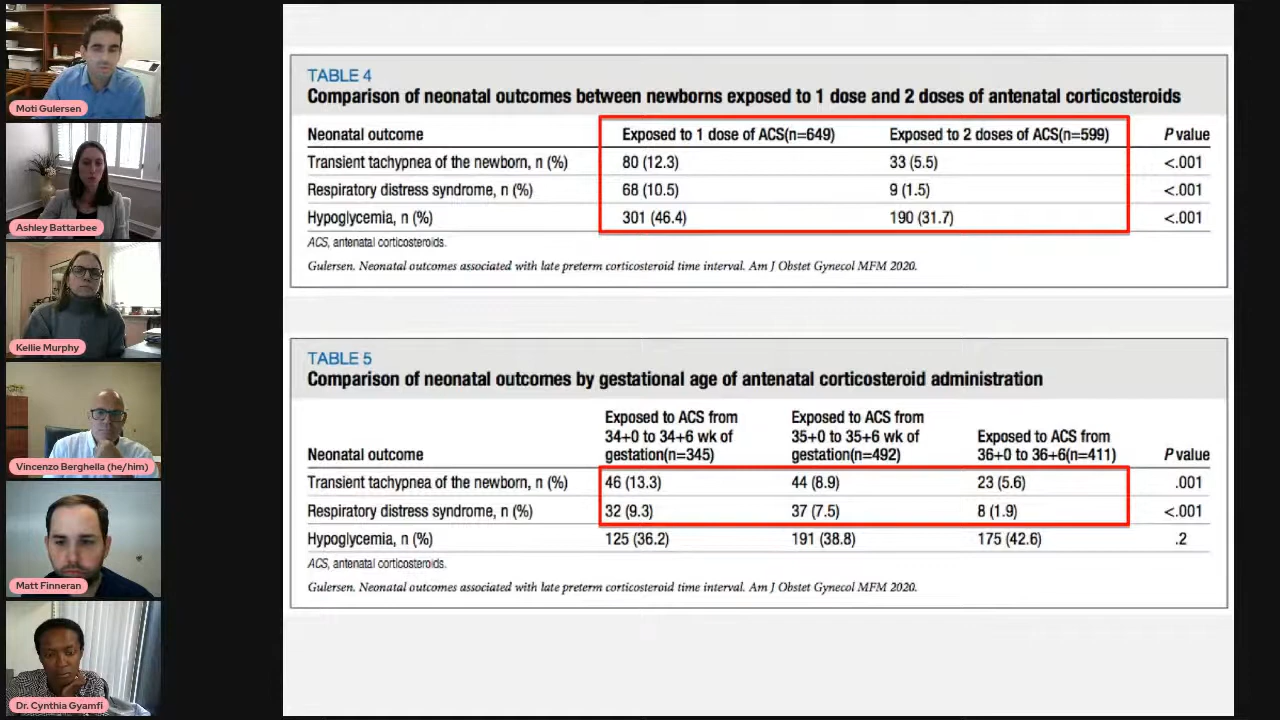 Moti Gulersen
Ashley Battarbee
Kellie Murphy
Vincenzo Berghella (he/him)
Matt Finneran
Dr. Cynthia Gyamfi
TABLE 4
Comparison of neonatal outcomes between newborns exposed to 1 dose and 2 doses of antenatal corticosteroids
Neonatal outcome Exposed to 1 dose of ACS(n=649) Exposed to 2 doses of ACS(n=599) P value
Transient tachypnea of the newborn, n (%) 80 (12.3) 33 (5.5) <.001
Respiratory distress syndrome, n (%) 68 (10.5) 9 (1.5) <.001
Hypoglycemia, n (%) 301 (46.4) 190 (31.7) <.001
ACS, antenatal corticosteroids.
Gulersen. Neonatal outcomes associated with late preterm corticosteroid time interval. Am J Obstet Gynecol MFM 2020.
TABLE 5
Comparison of neonatal outcomes by gestational age of antenatal corticosteroid administration
Exposed to ACS from Exposed to ACS from
34+0 to 34+6 wk of 35+0 to 35+6 wk of Exposed to ACS from
Neonatal outcome gestation(n=345) gestation(n=492) 36+0 to 36+6(n=411) P value
Transient tachypnea of the newborn, n (%) 46 (13.3) 44 (8.9) 23 (5.6) .001
Respiratory distress syndrome, n (%) 32 (9.3) 37 (7.5) 8 (1.9) <.001
Hypoglycemia, n (%) 125 (36.2) 191 (38.8) 175 (42.6) .2
ACS, antenatal corticosteroids.
Gulersen. Neonatal outcomes associated with late preterm corticosteroid time interval. Am J Obstet Gynecol MFM 2020.